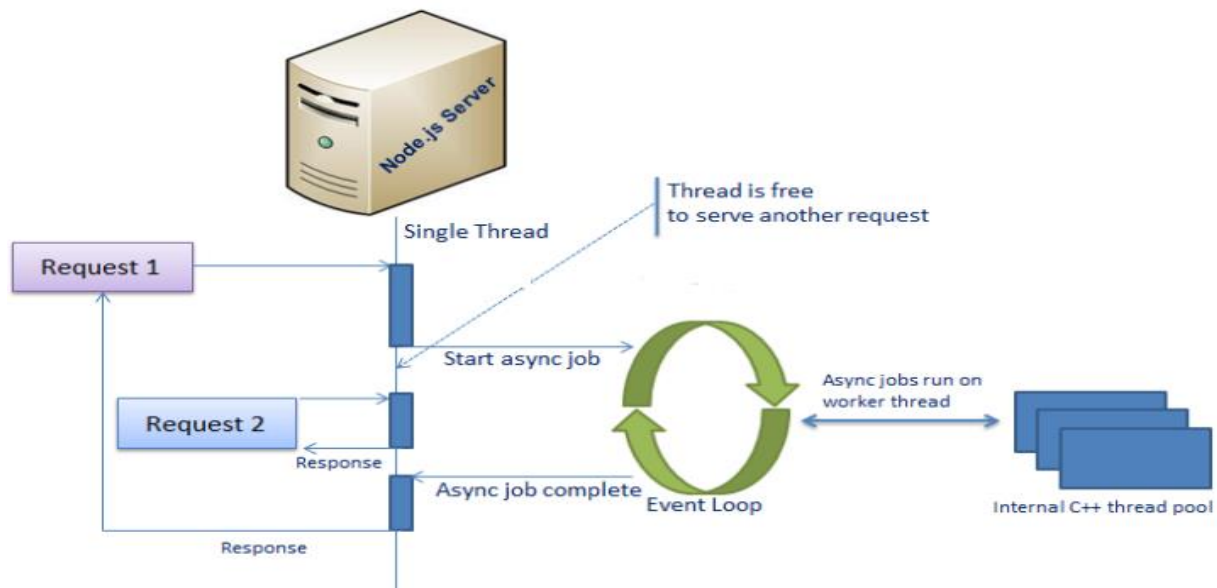 Node.js Server
Thread is free
to serve another request
Single Thread
Request 1
Start async job
Async jobs run on
worker thread
Request 2
Response
Async job complete
Event Loop
Internal C++ thread pool
Response